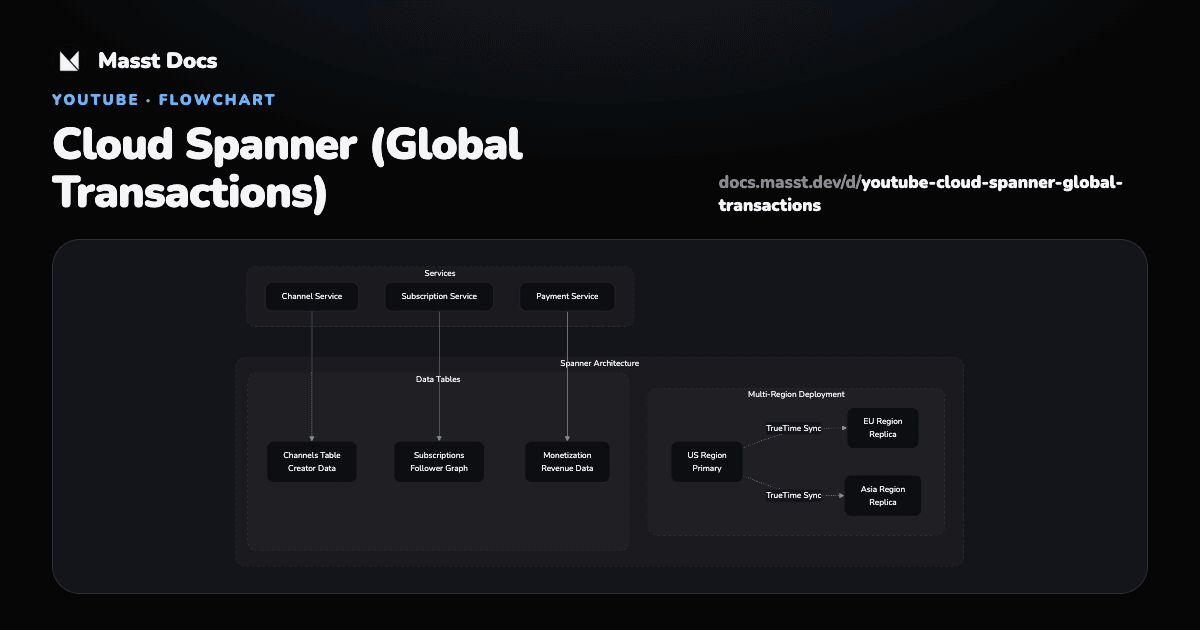 Masst Docs
YOUTUBE • FLOWCHART
Cloud Spanner (Global
Transactions)
docs.masst.dev/d/youtube-cloud-spanner-global-
transactions
Services
Channel Service
Subscription Service
Payment Service
Spanner Architecture
Data Tables
Channels Table
Creator Data
Subscriptions
Follower Graph
Monetization
Revenue Data
Multi-Region Deployment
US Region
Primary
TrueTime Sync
EU Region
Replica
TrueTime Sync
Asia Region
Replica